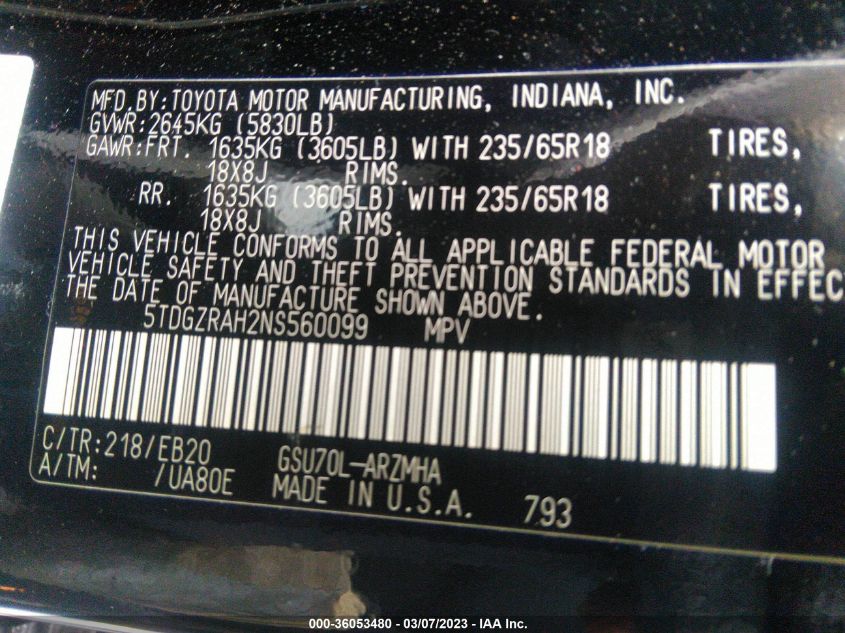 MFD.BY:TOYOTA MOTOR MANUFACTURING, INDIANA, INC.
GVWR:2645KG (5830LB)
GAWR:FRT. 1635KG (3605LB) WITH 235/65R18 TIRES,
18X8J RIMS.
RR. 1635KG (3605LB) WITH 235/65R18 TIRES,
18X8J RIMS.
THIS VEHICLE CONFORMS TO ALL APPLICABLE FEDERAL MOTOR
VEHICLE SAFETY AND THEFT PREVENTION STANDARDS IN EFFEC
THE DATE OF MANUFACTURE SHOWN ABOVE.
5TDGZRAH2NS560099 MPV
C/TR:218/EB20 GSU70L-ARZMHA
A/TM: /UA80E MADE IN U.S.A. 793
000-36053480 - 03/07/2023 - IAA Inc.